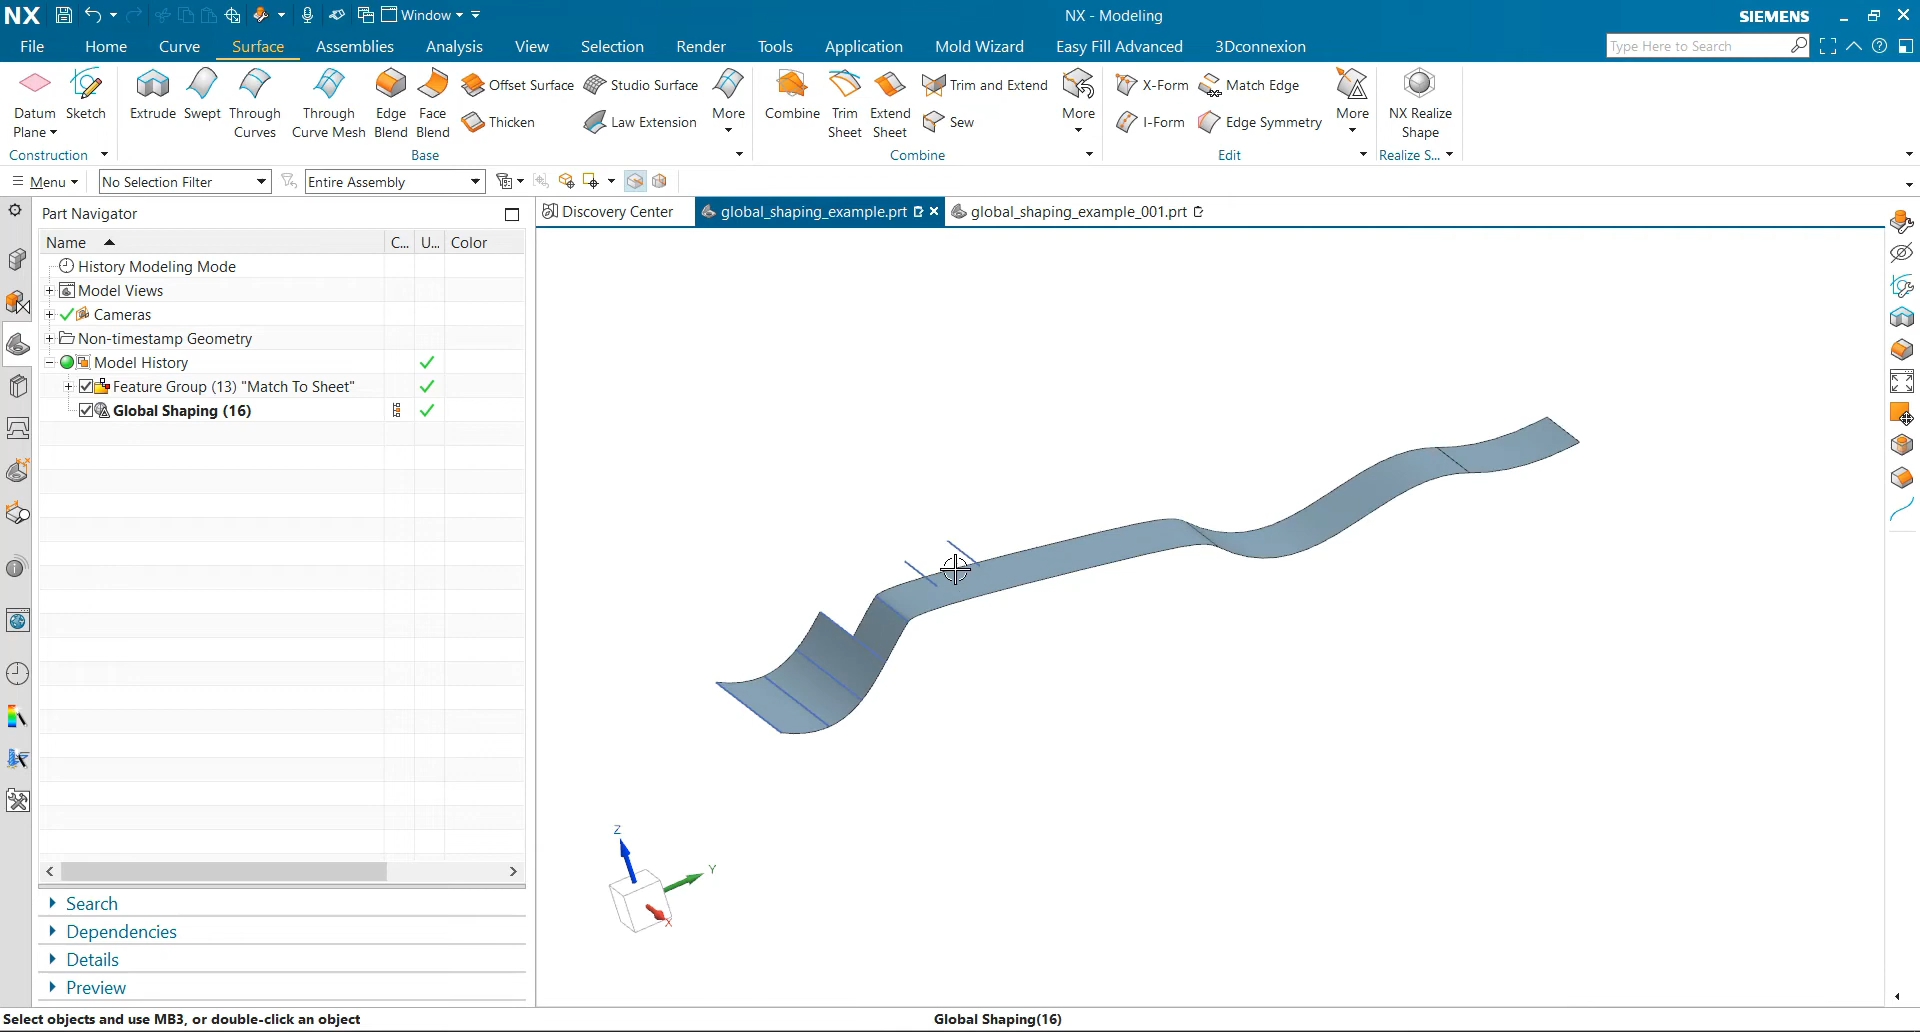 NX
Window
NX - Modeling
SIEMENS
File Home Curve Surface Assemblies Analysis View Selection Render Tools Application Mold Wizard Easy Fill Advanced 3Dconnexion
Type Here to Search
Datum Plane
Sketch
Construction
Extrude
Swept
Through Curves
Through Curve Mesh
Edge Blend
Face Blend
Offset Surface
Thicken
Studio Surface
Law Extension
More
Base
Combine
Trim Sheet
Extend Sheet
Trim and Extend
Sew
More
Combine
X-Form
I-Form
Match Edge
Edge Symmetry
More
Edit
NX Realize Shape
Realize S...
Menu
No Selection Filter
Entire Assembly
Part Navigator
Discovery Center
global_shaping_example.prt
global_shaping_example_001.prt
Name C... U... Color
History Modeling Mode
Model Views
Cameras
Non-timestamp Geometry
Model History
Feature Group (13) "Match To Sheet"
Global Shaping (16)
Z
Y
X
Search
Dependencies
Details
Preview
Select objects and use MB3, or double-click an object
Global Shaping(16)